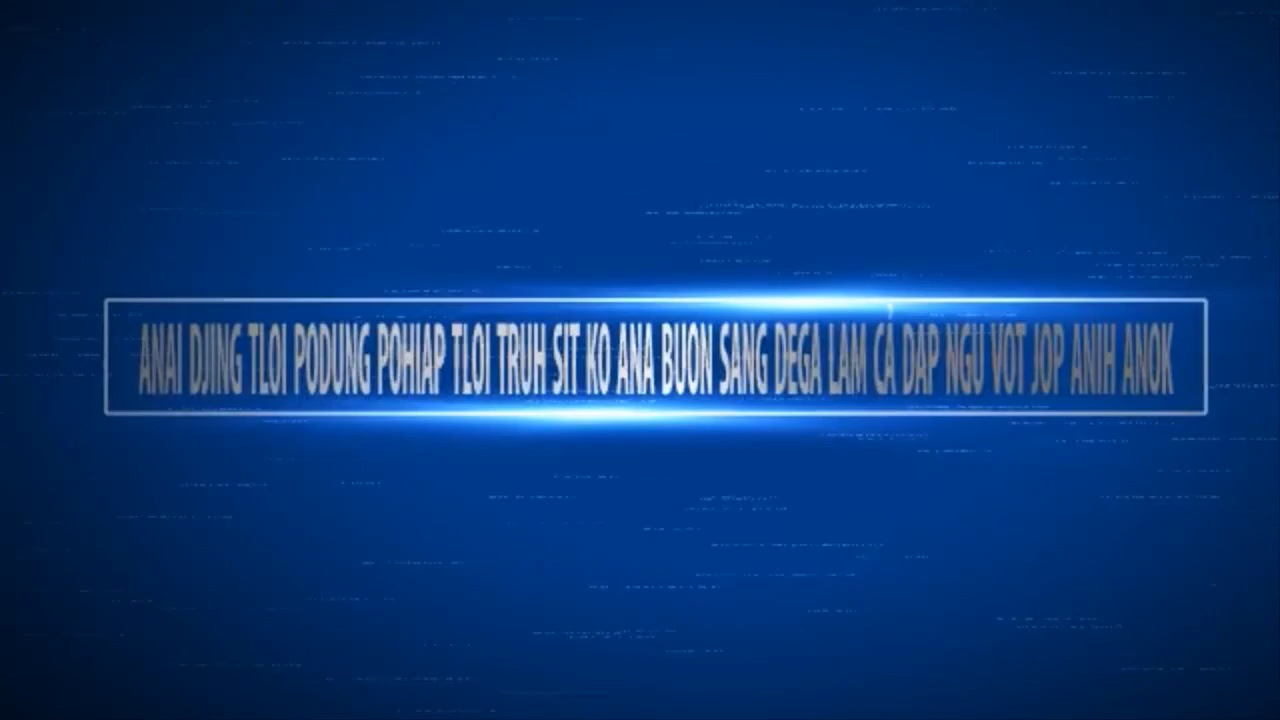 ANAI DJING TLOI PODUNG POHIAP TLOI TRUH SIT KO ANA BUON SANG DEGA LAM CÀ DAP NGU VOT JOP ANIH ANOK